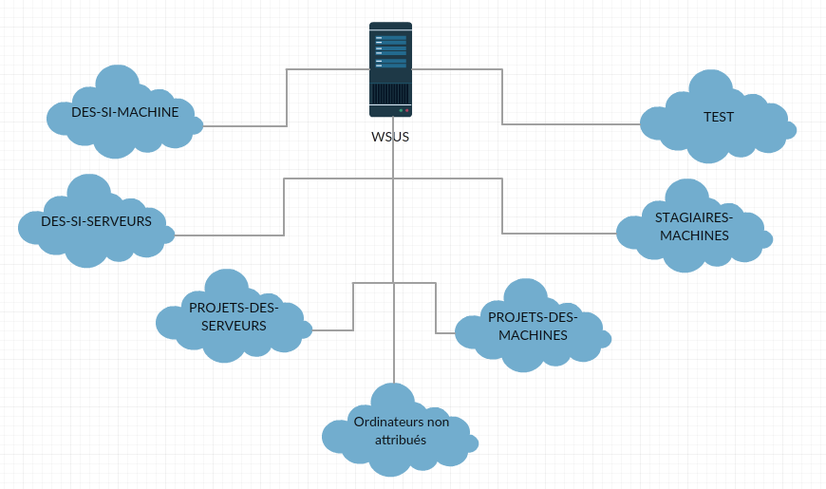 WSUS
DES-SI-MACHINE
TEST
DES-SI-SERVEURS
STAGIAIRES-
MACHINES
PROJETS-DES-
SERVEURS
PROJETS-DES-
MACHINES
Ordinateurs non
attribués